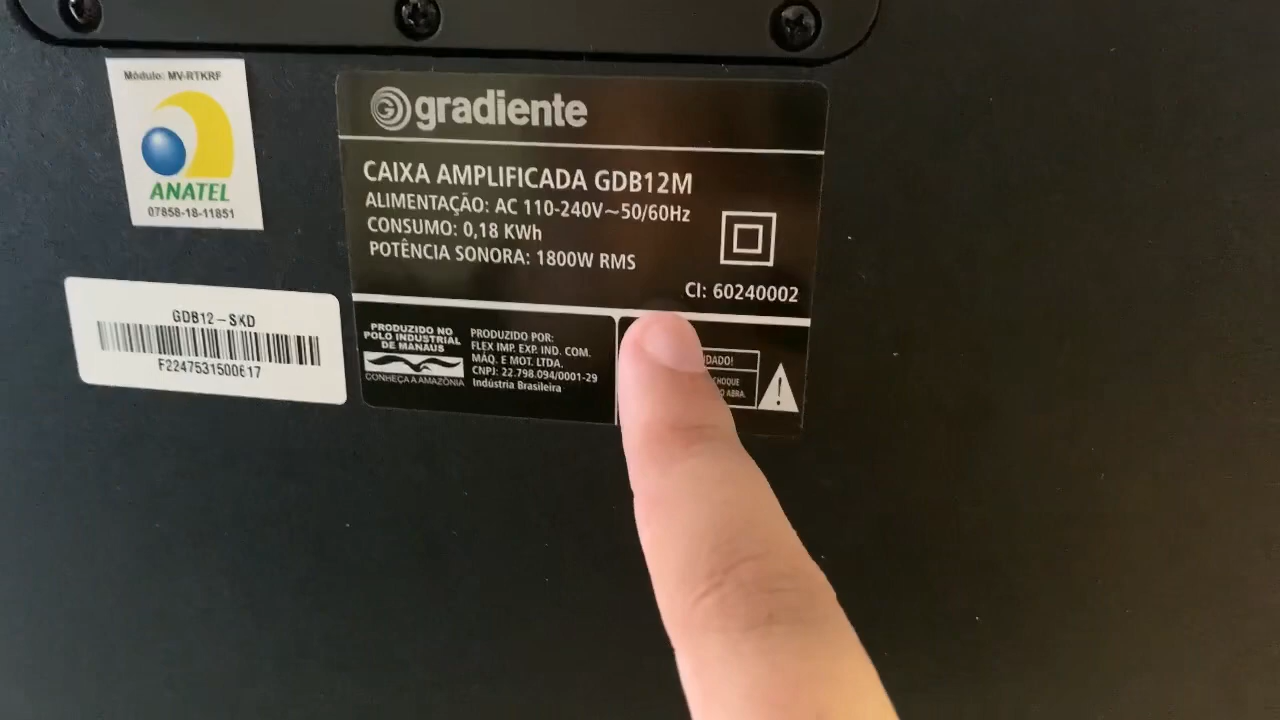 Módulo: MV-RTKRF
ANATEL
07858-18-11851
GDB12-SKD
F2247531500617
gradiente
CAIXA AMPLIFICADA GDB12M
ALIMENTAÇÃO: AC 110-240V~50/60Hz
CONSUMO: 0,18 KWh
POTÊNCIA SONORA: 1800W RMS
CI: 60240002
PRODUZIDO NO
POLO INDUSTRIAL
DE MANAUS
CONHEÇA A AMAZÔNIA
PRODUZIDO POR:
FLEX IMP. EXP. IND. COM.
MÁQ. E MOT. LTDA.
CNPJ: 22.798.094/0001-29
Indústria Brasileira
CHOQUE
ABRA.